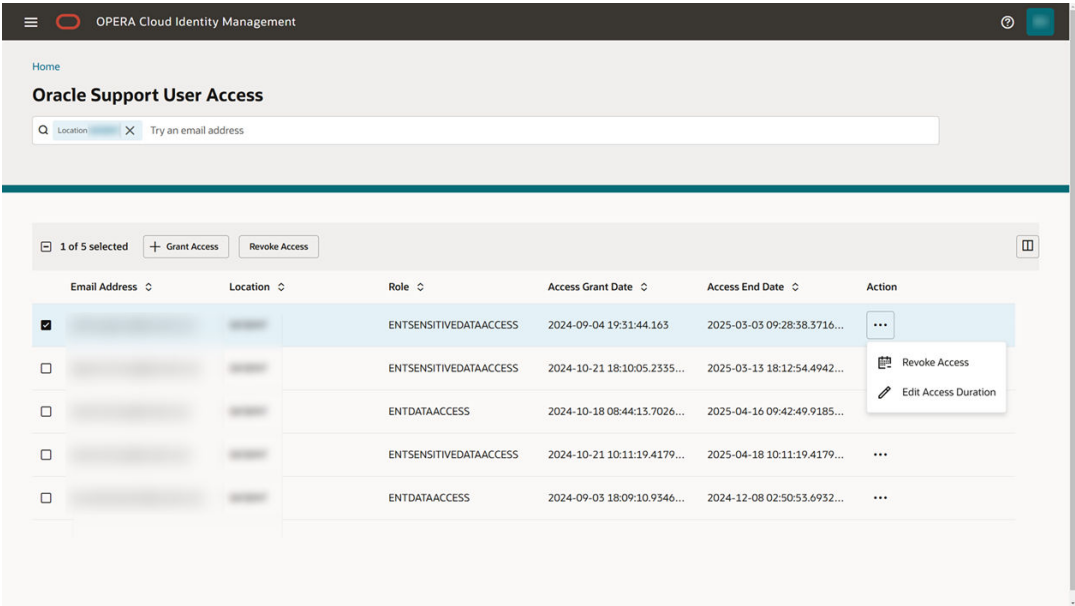 OPERA Cloud Identity Management
Home
Oracle Support User Access
Location Try an email address
1 of 5 selected Grant Access Revoke Access
Email Address Location Role Access Grant Date Access End Date Action
ENTSENSITIVEDATAACCESS 2024-09-04 19:31:44.163 2025-03-03 09:28:38.3716...
ENTSENSITIVEDATAACCESS 2024-10-21 18:10:05.2335... 2025-03-13 18:12:54.4942...
Revoke Access
Edit Access Duration
ENTDATAACCESS 2024-10-18 08:44:13.7026... 2025-04-16 09:42:49.9185...
ENTSENSITIVEDATAACCESS 2024-10-21 10:11:19.4179... 2025-04-18 10:11:19.4179...
ENTDATAACCESS 2024-09-03 18:09:10.9346... 2024-12-08 02:50:53.6932...